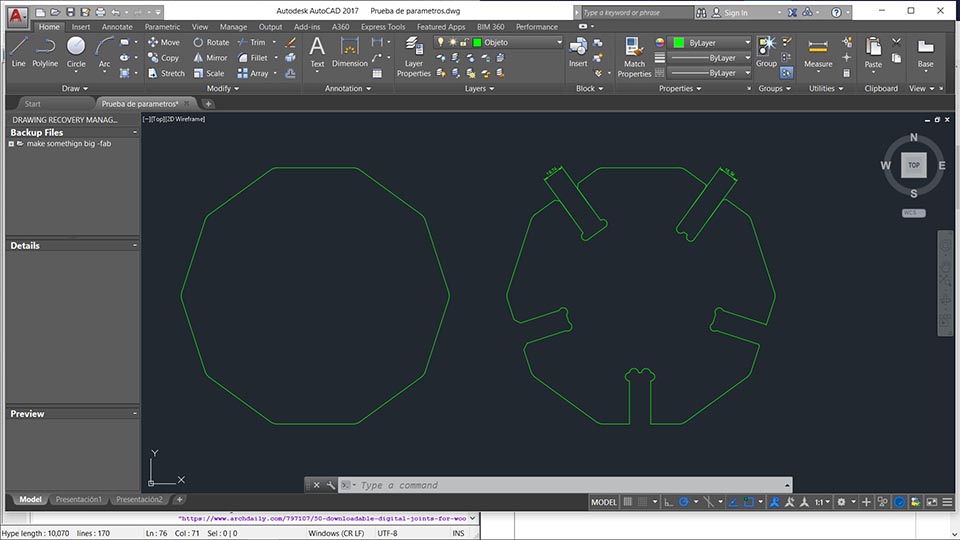 Autodesk AutoCAD 2017 Prueba de parametros.dwg
Type a keyword or phrase
Sign In
Home Insert Annotate Parametric View Manage Output Add-ins A360 Express Tools Featured Apps BIM 360 Performance
Line Polyline Circle Arc
Move Rotate Trim
Copy Mirror Fillet
Stretch Scale Array
Text Dimension
Layer Properties
Objeto
Insert
Match Properties
ByLayer
ByLayer
ByLayer
Group
Measure
Paste
Base
Draw Modify Annotation Layers Block Properties Groups Utilities Clipboard View
Start Prueba de parametros*
DRAWING RECOVERY MANAG...
Backup Files
make somethign big -fab
Details
Preview
[−][Top][2D Wireframe]
N
W TOP E
S
WCS
Y
X
Type a command
Model Presentación1 Presentación2
MODEL
1:1
"https://www.archdaily.com/797107/50-downloadable-digital-joints-for-woo
Hype length : 10,070 lines : 170 Ln : 76 Col : 71 Sel : 0 | 0 Windows (CR LF) UTF-8 INS